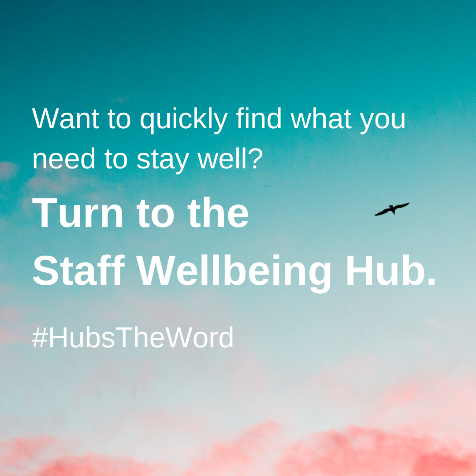 Want to quickly find what you
need to stay well?
Turn to the
Staff Wellbeing Hub.
#HubsTheWord